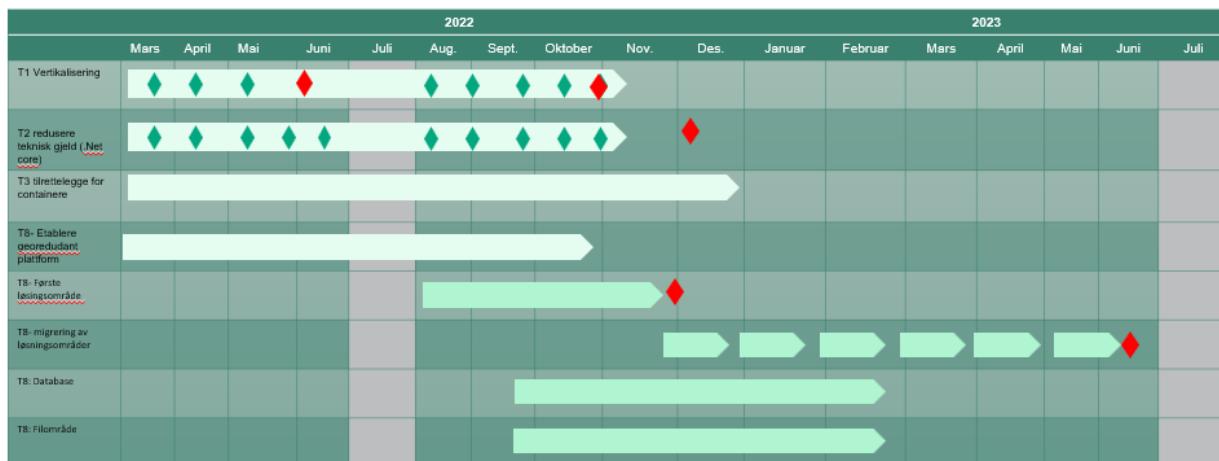 2022 2023
Mars April Mai Juni Juli Aug. Sept. Oktober Nov. Des. Januar Februar Mars April Mai Juni Juli
T1 Vertikalisering
T2 redusere
teknisk gjeld (.Net
core)
T3 tilrettelegge for
containere
T8- Etablere
georedudant
plattform
T8- Første
løsingsområde
T8- migrering av
løsningsområder
T8: Database
T8: Filområde